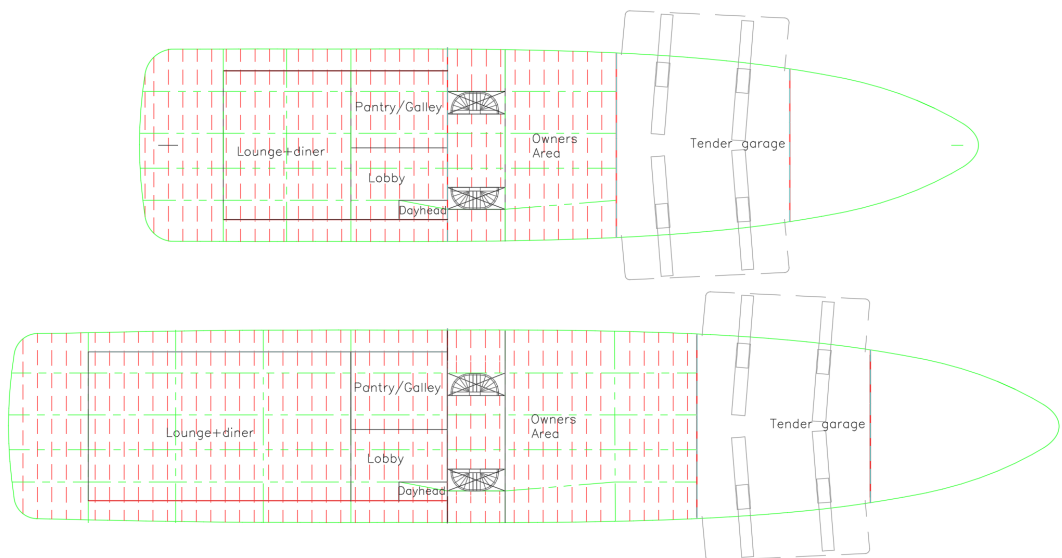 Pantry/Galley
Owners
Area
Lounge+diner
Tender garage
Lobby
Dayhead
Pantry/Galley
Owners
Area
Lounge+diner
Tender garage
Lobby
Dayhead